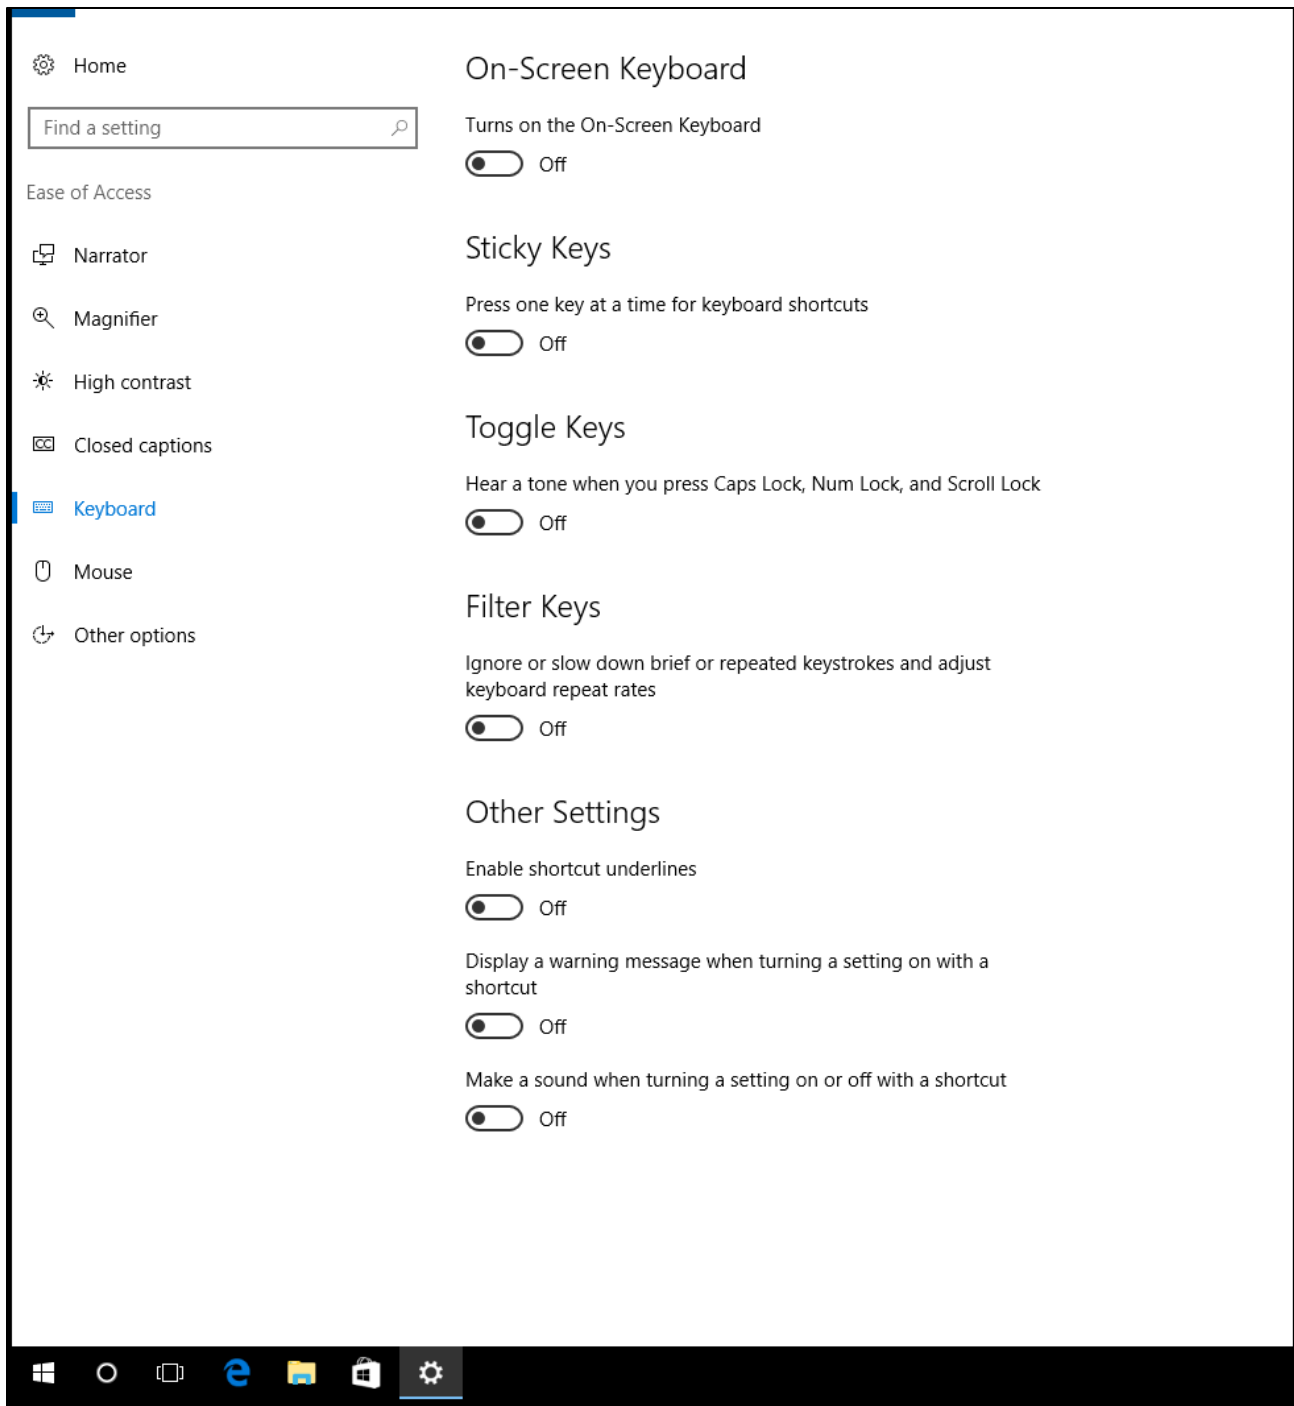 Home
Find a setting
Ease of Access
Narrator
Magnifier
High contrast
CC Closed captions
Keyboard
Mouse
Other options
On-Screen Keyboard
Turns on the On-Screen Keyboard
Off
Sticky Keys
Press one key at a time for keyboard shortcuts
Off
Toggle Keys
Hear a tone when you press Caps Lock, Num Lock, and Scroll Lock
Off
Filter Keys
Ignore or slow down brief or repeated keystrokes and adjust
keyboard repeat rates
Off
Other Settings
Enable shortcut underlines
Off
Display a warning message when turning a setting on with a
shortcut
Off
Make a sound when turning a setting on or off with a shortcut
Off